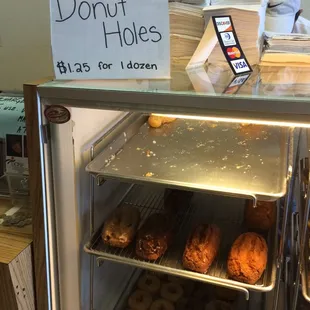 Donut
Holes
$1.25 for 1 dozen
VISA